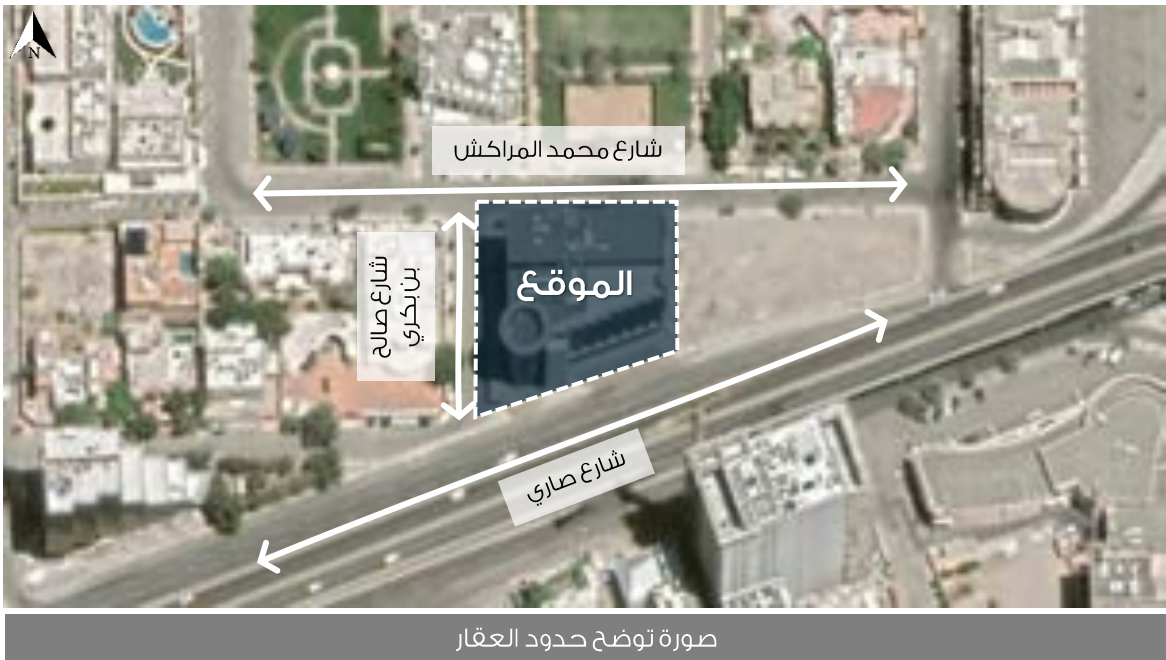 N
شارع محمد المراكش
شارع صالح
بن بكري
الموقع
شارع صاري
صورة توضح حدود العقار